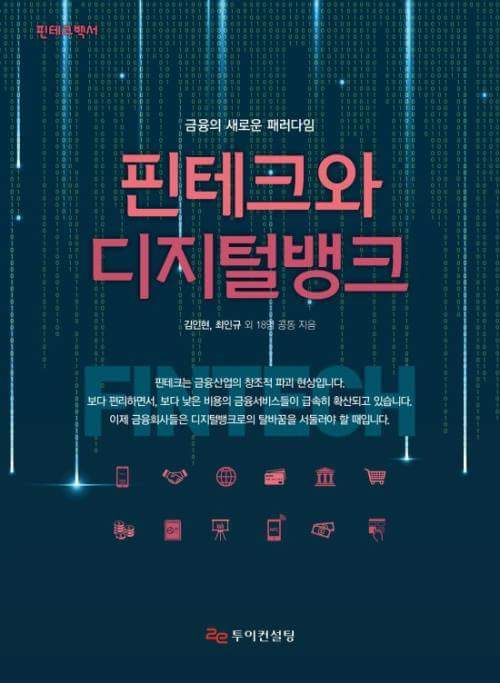 핀테크백서
금융의 새로운 패러다임
핀테크와
디지털뱅크
김인현, 최인규 외 18명 공동 지음
FINTECH
핀테크는 금융산업의 창조적 파괴 현상입니다.
보다 편리하면서, 보다 낮은 비용의 금융서비스들이 급속히 확산되고 있습니다.
이제 금융회사들은 디지털뱅크로의 탈바꿈을 서둘러야 할 때입니다.
2e 투이컨설팅